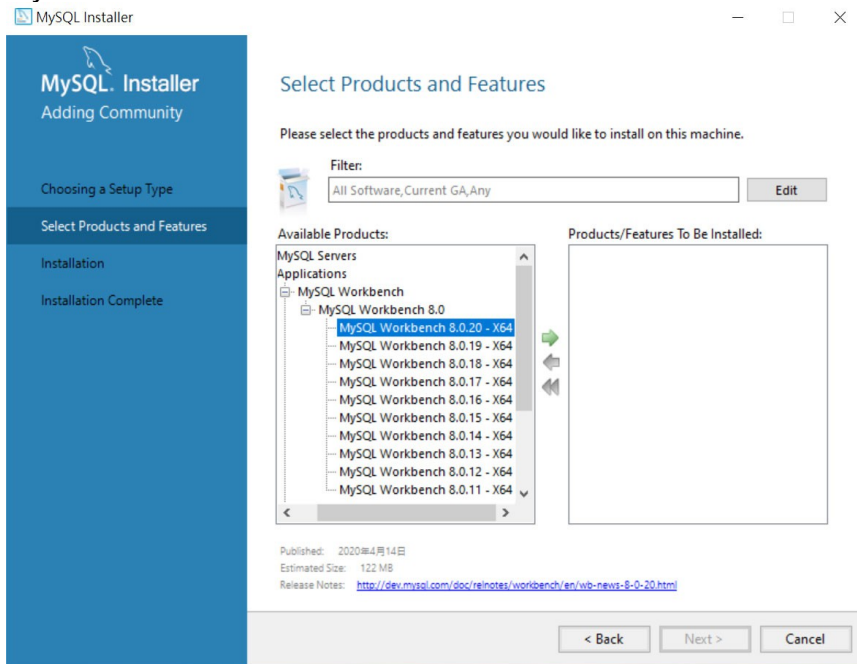 MySQL Installer
MySQL. Installer
Adding Community
Choosing a Setup Type
Select Products and Features
Installation
Installation Complete
Select Products and Features
Please select the products and features you would like to install on this machine.
Filter:
All Software,Current GA,Any
Edit
Available Products:
MySQL Servers
Applications
MySQL Workbench
MySQL Workbench 8.0
MySQL Workbench 8.0.20 - X64
MySQL Workbench 8.0.19 - X64
MySQL Workbench 8.0.18 - X64
MySQL Workbench 8.0.17 - X64
MySQL Workbench 8.0.16 - X64
MySQL Workbench 8.0.15 - X64
MySQL Workbench 8.0.14 - X64
MySQL Workbench 8.0.13 - X64
MySQL Workbench 8.0.12 - X64
MySQL Workbench 8.0.11 - X64
Products/Features To Be Installed:
Published: 2020年4月14日
Estimated Size: 122 MB
Release Notes: http://dev.mysql.com/doc/relnotes/workbench/en/wb-news-8-0-20.html
< Back
Next >
Cancel